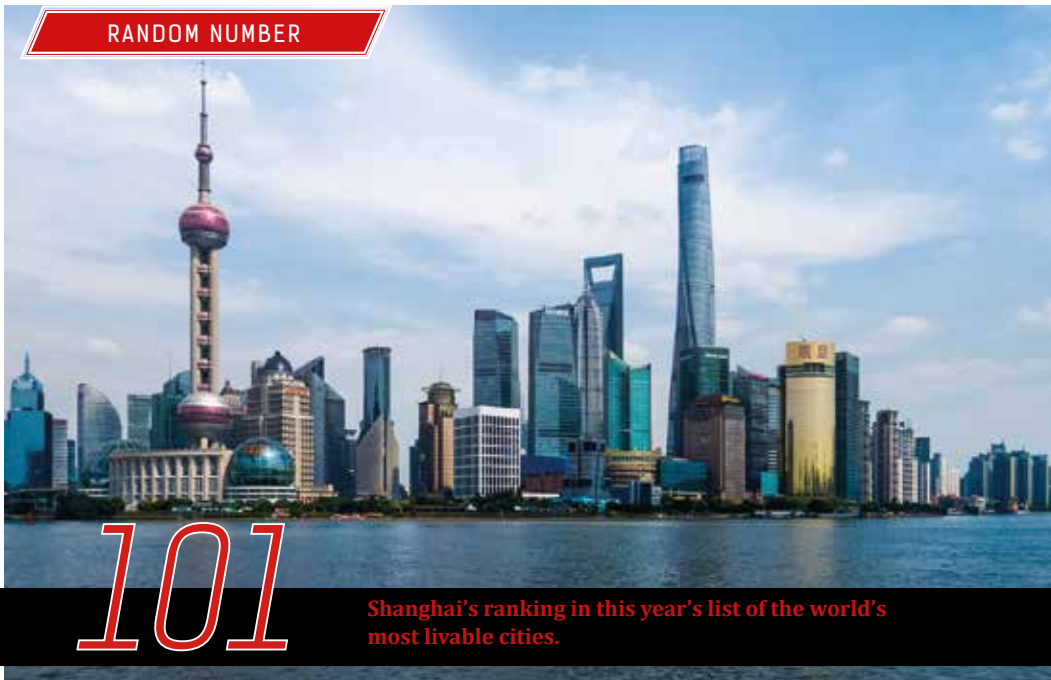 RANDOM NUMBER
101
Shanghai's ranking in this year's list of the world's
most livable cities.